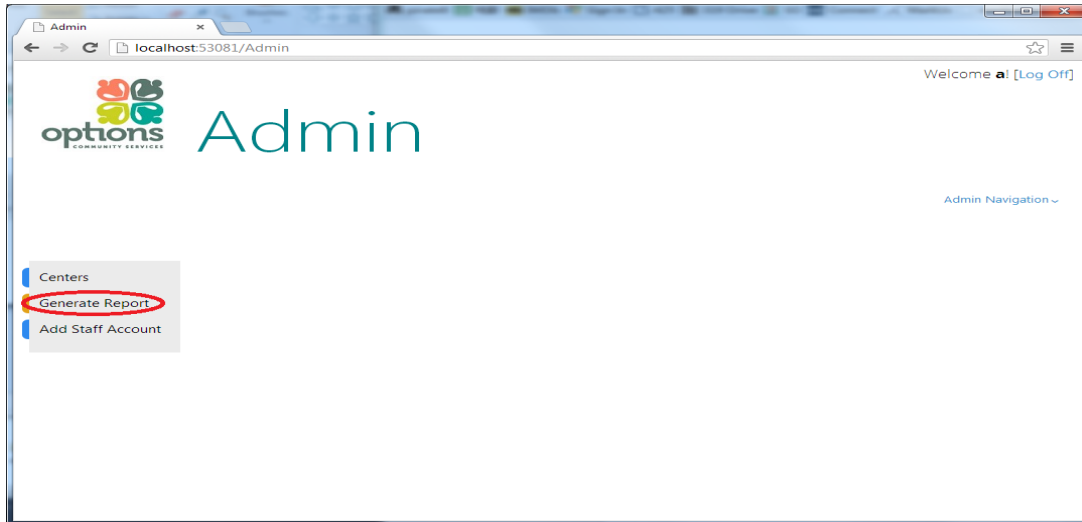 Admin
localhost:53081/Admin
Welcome a! [Log Off]
options
COMMUNITY SERVICES
Admin
Admin Navigation
Centers
Generate Report
Add Staff Account